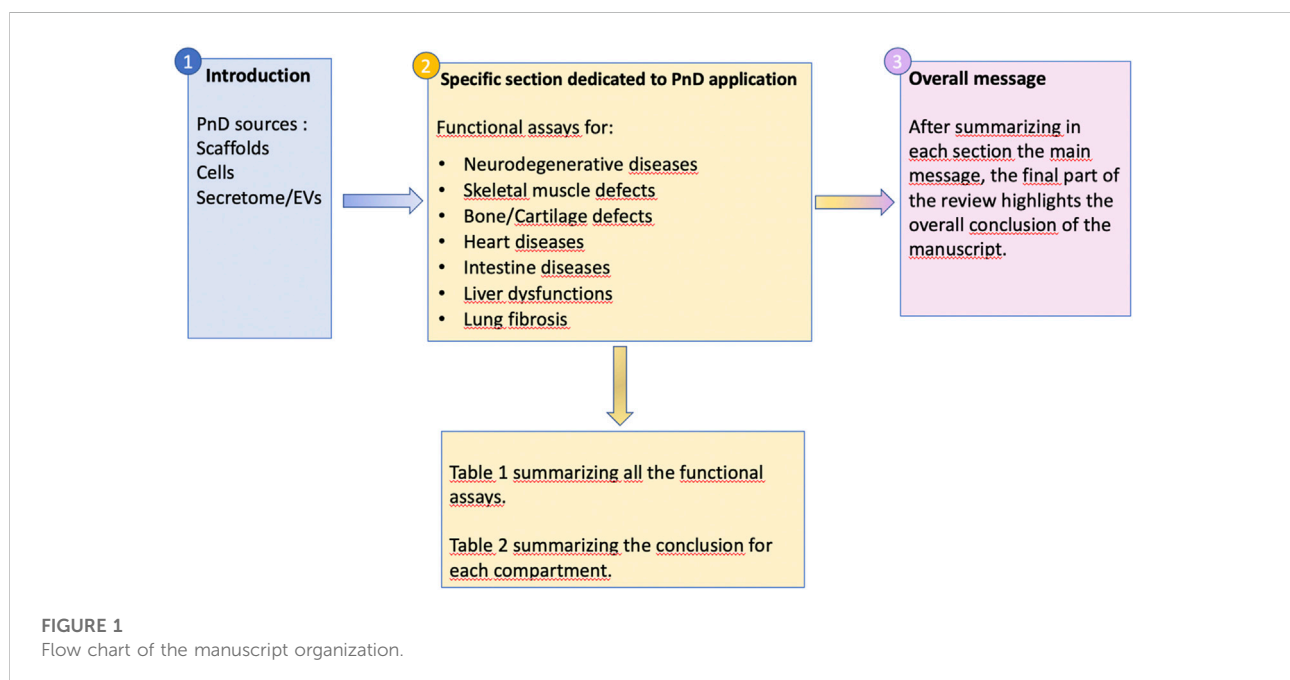 1
Introduction
PnD sources :
Scaffolds
Cells
Secretome/EVs
2
Specific section dedicated to PnD application
Functional assays for:
• Neurodegenerative diseases
• Skeletal muscle defects
• Bone/Cartilage defects
• Heart diseases
• Intestine diseases
• Liver dysfunctions
• Lung fibrosis
Table 1 summarizing all the functional
assays.
Table 2 summarizing the conclusion for
each compartment.
3
Overall message
After summarizing in
each section the main
message, the final part of
the review highlights the
overall conclusion of the
manuscript.
FIGURE 1
Flow chart of the manuscript organization.